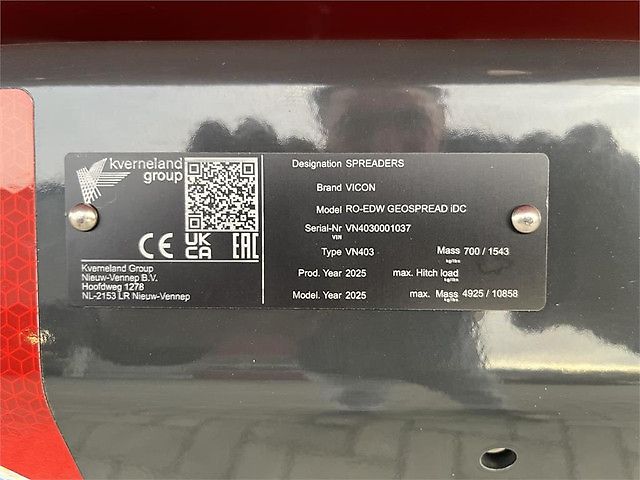 kverneland
group
CE UK CA EAC
Kverneland Group
Nieuw-Vennep B.V.
Hoofdweg 1278
NL-2153 LR Nieuw-Vennep
Designation SPREADERS
Brand VICON
Model RO-EDW GEOSPREAD iDC
Serial-Nr VN4030001037
VIN
Type VN403 Mass 700 / 1543
kg/lbs
Prod. Year 2025 max. Hitch load
kg/lbs
Model. Year 2025 max. Mass 4925 / 10858
kg/lbs